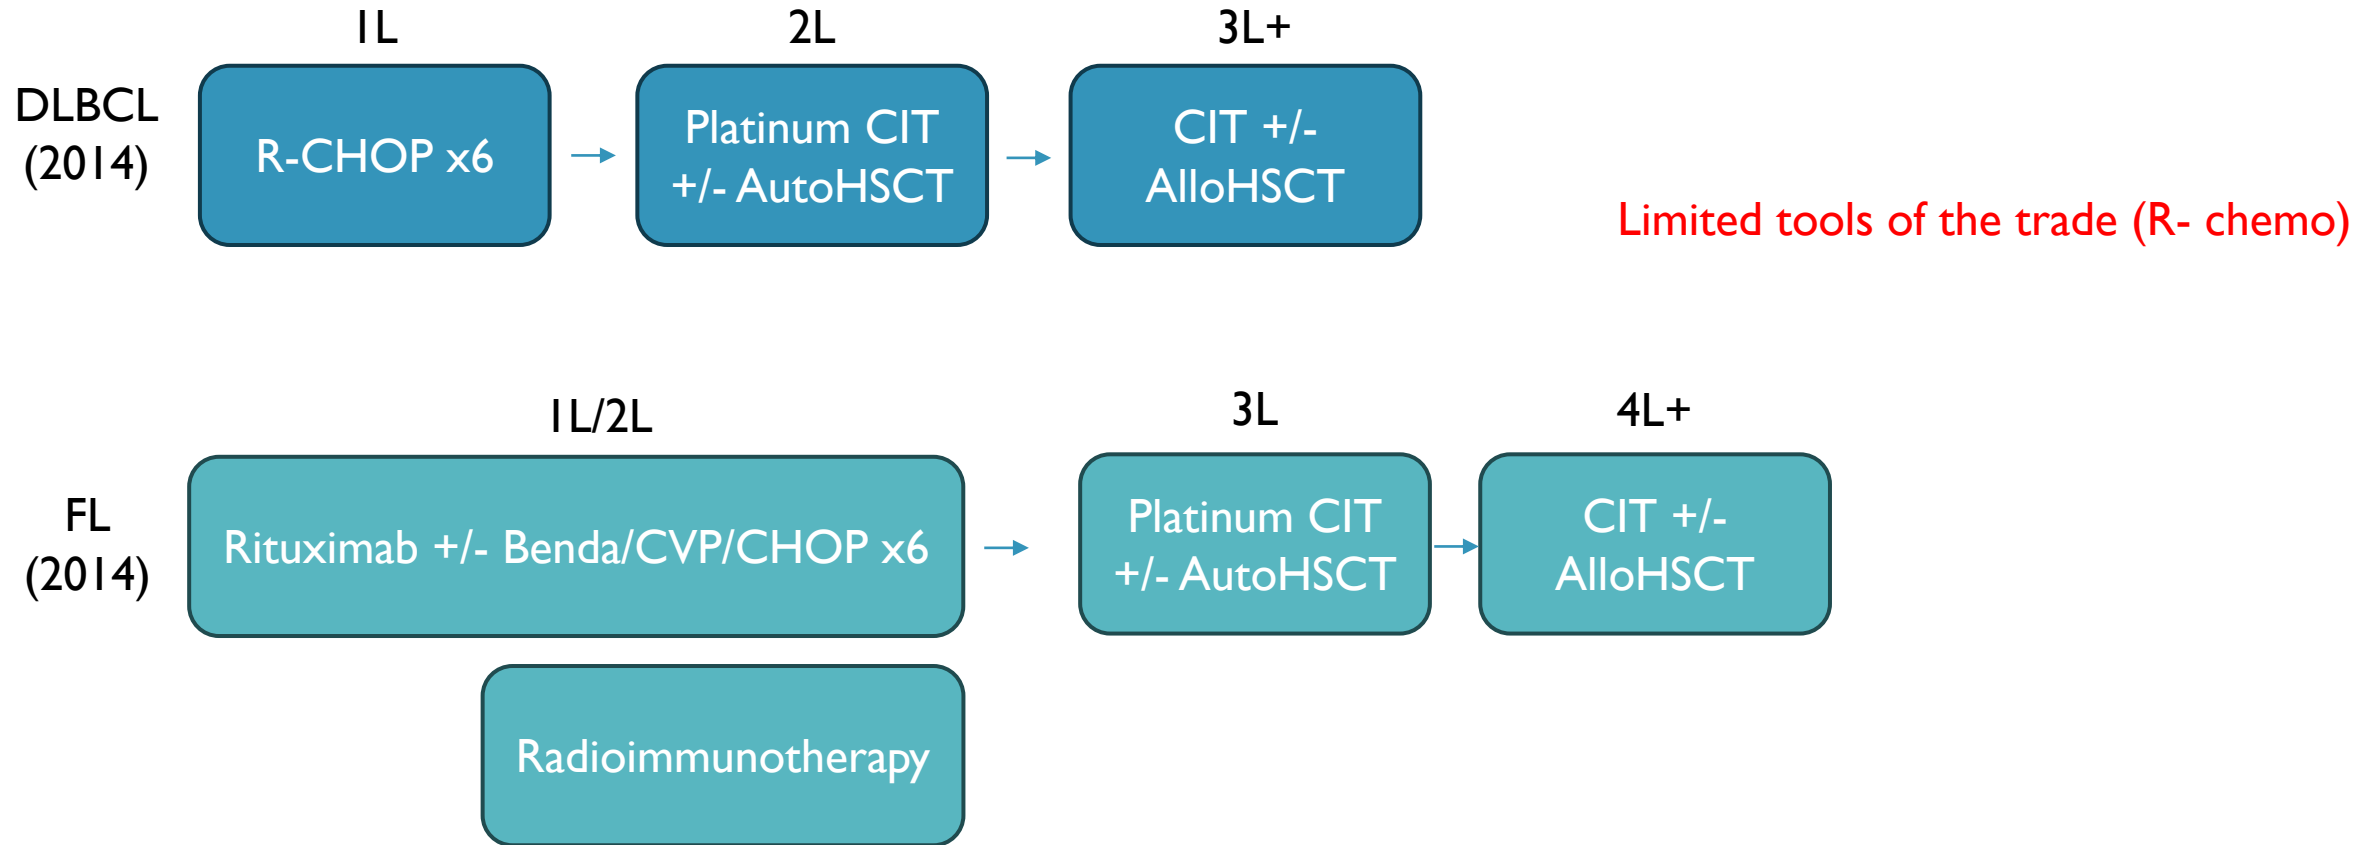 1L
2L
3L+
DLBCL
(2014)
R-CHOP x6
Platinum CIT
+/- AutoHSCT
CIT +/-
AlloHSCT
Limited tools of the trade (R- chemo)
1L/2L
3L
4L+
FL
(2014)
Rituximab +/- Benda/CVP/CHOP x6
Platinum CIT
+/- AutoHSCT
CIT +/-
AlloHSCT
Radioimmunotherapy